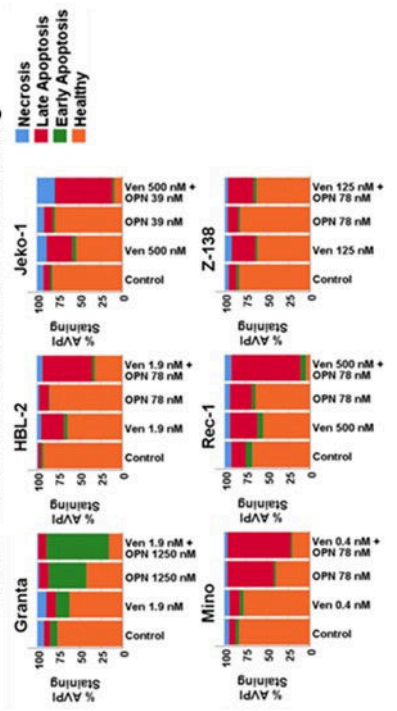 Necrosis
Late Apoptosis
Early Apoptosis
Healthy
Granta
% AVPI
Staining
100
75
50
25
0
Control
Ven 1.9 nM
OPN 1250 nM
Ven 1.9 nM +
OPN 1250 nM
HBL-2
% AVPI
Staining
100
75
50
25
0
Control
Ven 1.9 nM
OPN 78 nM
Ven 1.9 nM +
OPN 78 nM
Jeko-1
% AVPI
Staining
100
75
50
25
0
Control
Ven 500 nM
OPN 39 nM
Ven 500 nM +
OPN 39 nM
Mino
% AVPI
Staining
100
75
50
25
0
Control
Ven 0.4 nM
OPN 78 nM
Ven 0.4 nM +
OPN 78 nM
Rec-1
% AVPI
Staining
100
75
50
25
0
Control
Ven 500 nM
OPN 78 nM
Ven 500 nM +
OPN 78 nM
Z-138
% AVPI
Staining
100
75
50
25
0
Control
Ven 125 nM
OPN 78 nM
Ven 125 nM +
OPN 78 nM